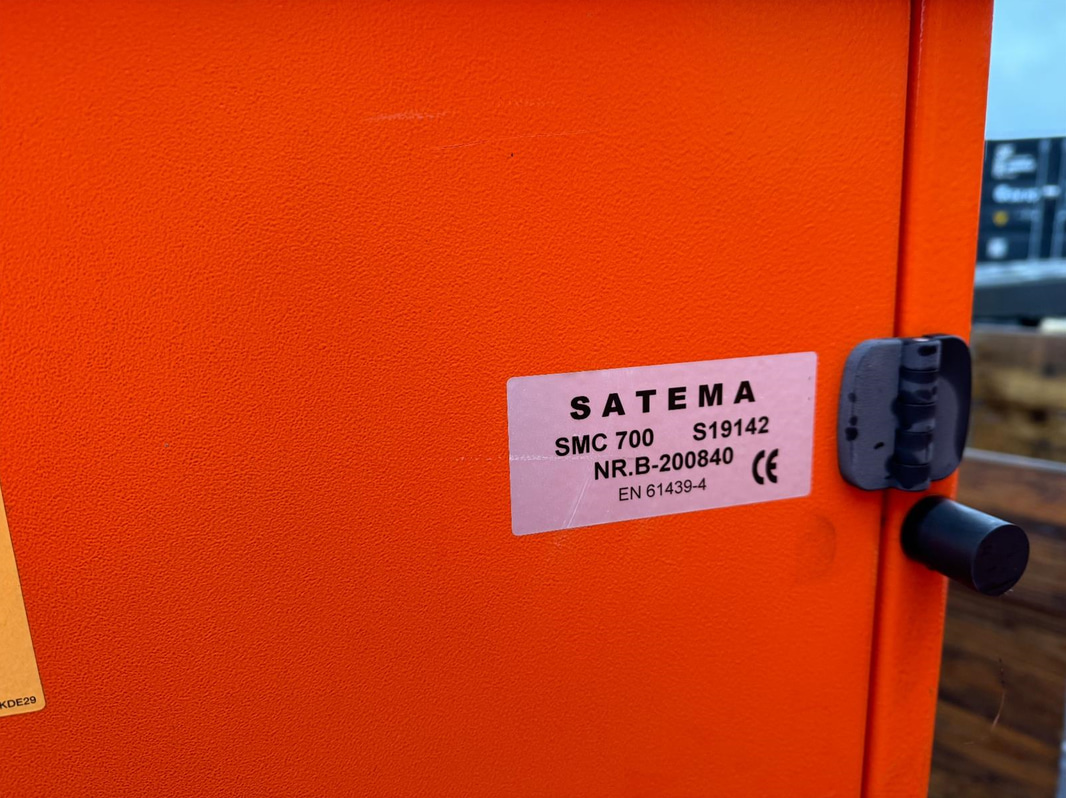 SATEMA
SMC 700 S19142
NR.B-200840
EN 61439-4
CE
KDE29